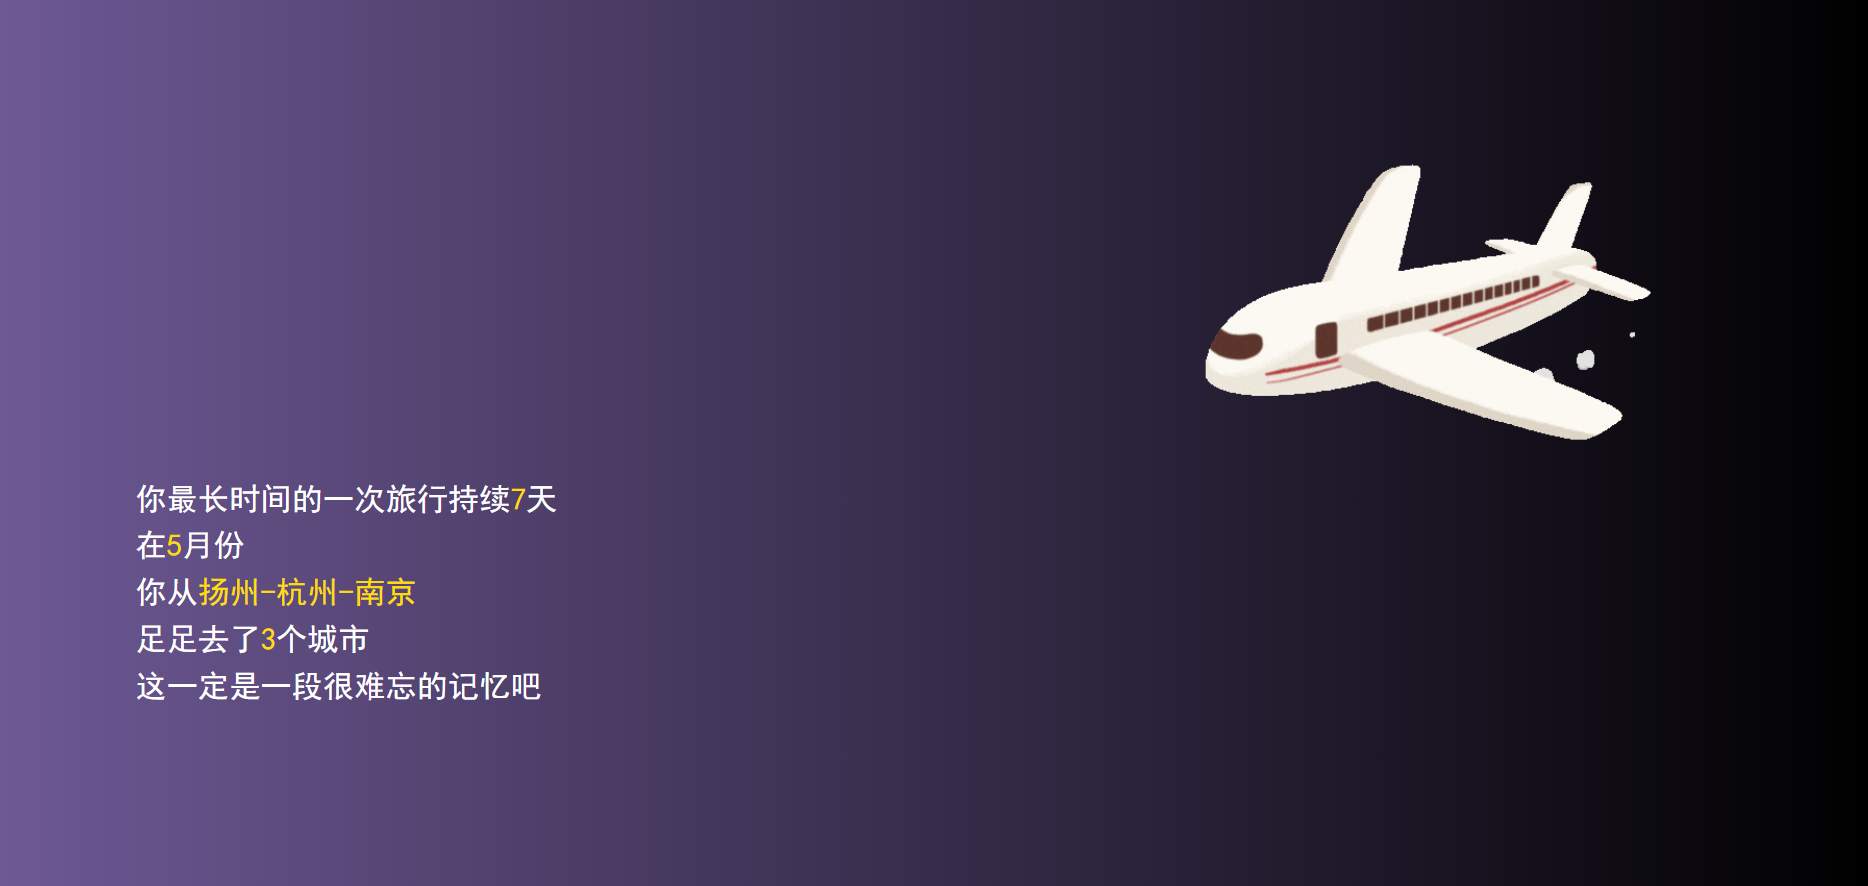 你最长时间的一次旅行持续7天
在5月份
你从扬州-杭州-南京
足足去了3个城市
这一定是一段很难忘的记忆吧